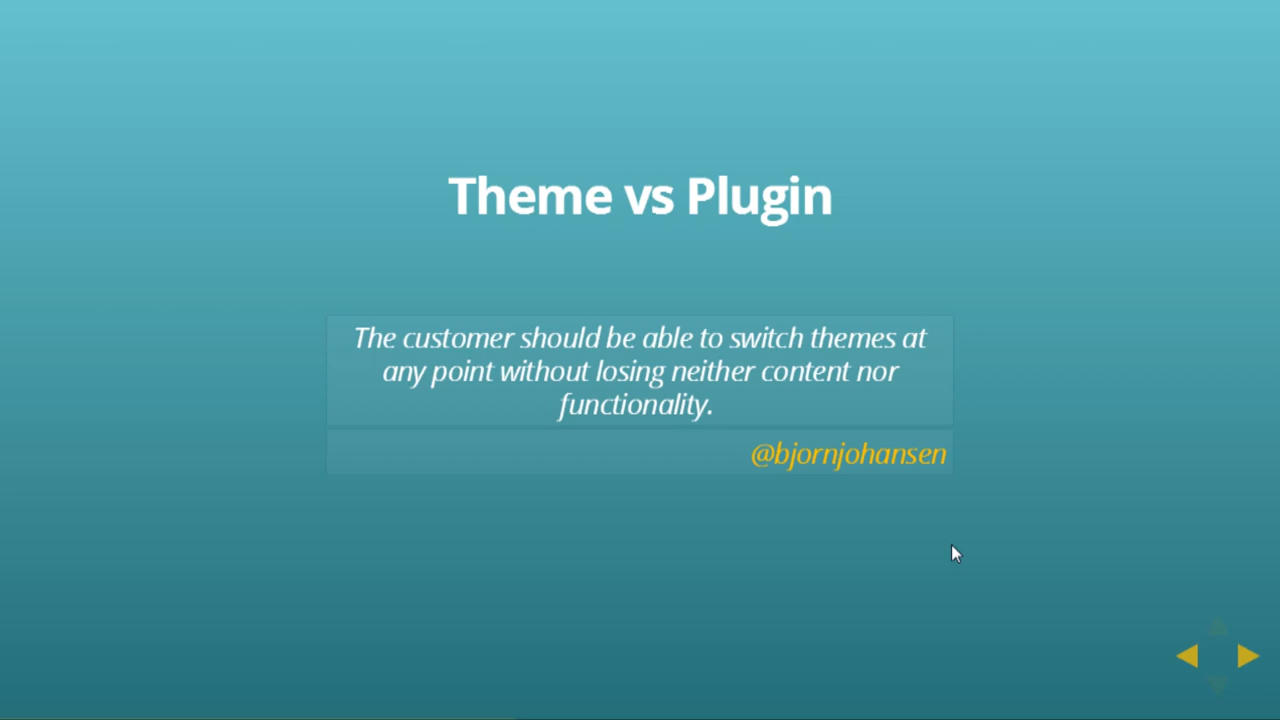 Theme vs Plugin
The customer should be able to switch themes at
any point without losing neither content nor
functionality.
@bjornjohansen